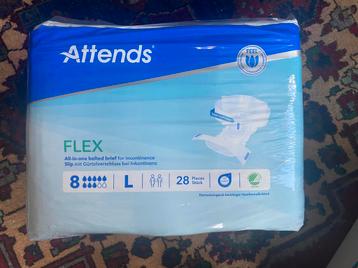 Attends®
FEEL
FLEX
All-in-one belted brief for incontinence
Slip mit Gürtelverschluss bei Inkontinenz
8 L 28 Pieces
Stück